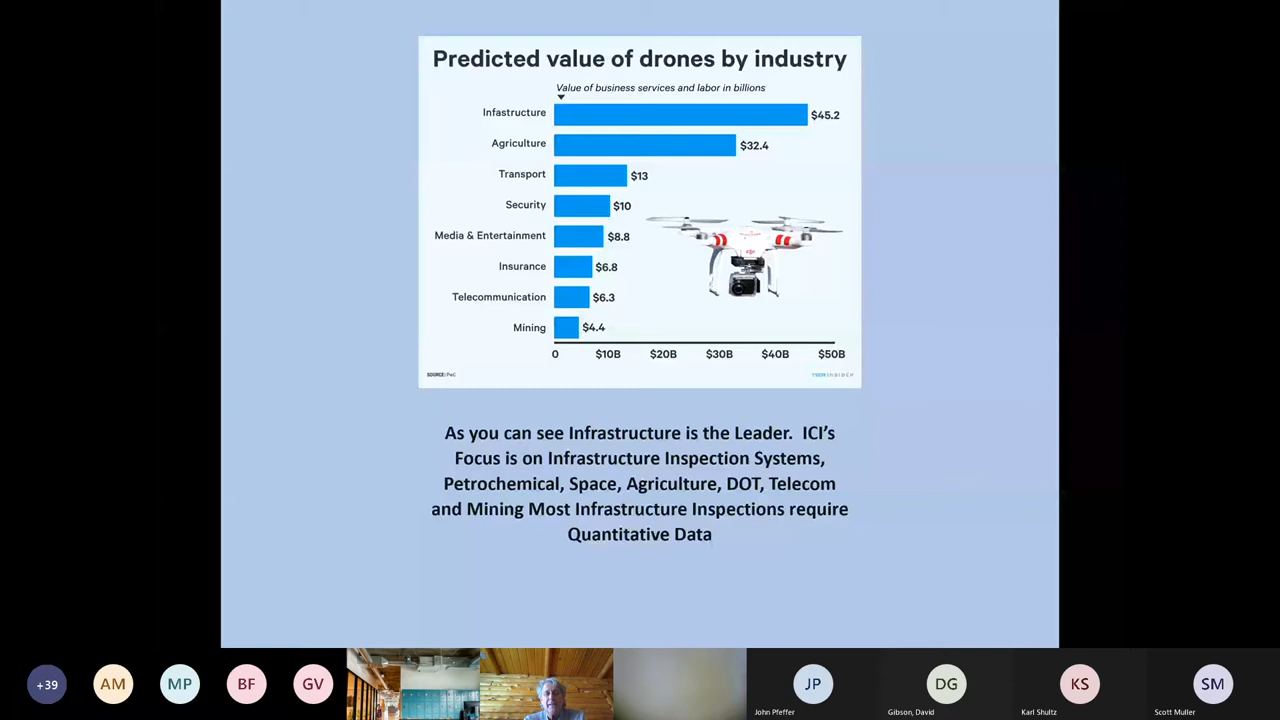 Predicted value of drones by industry
Value of business services and labor in billions
Infastructure $45.2
Agriculture $32.4
Transport $13
Security $10
Media & Entertainment $8.8
Insurance $6.8
Telecommunication $6.3
Mining $4.4
0 $10B $20B $30B $40B $50B
SOURCE: PwC
TECH INSIDER
As you can see Infrastructure is the Leader. ICI's
Focus is on Infrastructure Inspection Systems,
Petrochemical, Space, Agriculture, DOT, Telecom
and Mining Most Infrastructure Inspections require
Quantitative Data
+39 AM MP BF GV JP DG KS SM
John Pfeffer Gibson, David Karl Shultz Scott Muller